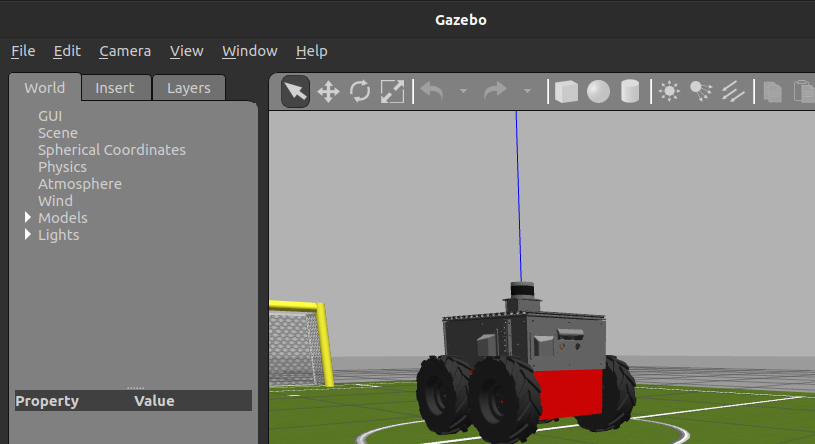 Gazebo
File Edit Camera View Window Help
World Insert Layers
GUI
Scene
Spherical Coordinates
Physics
Atmosphere
Wind
Models
Lights
Property Value